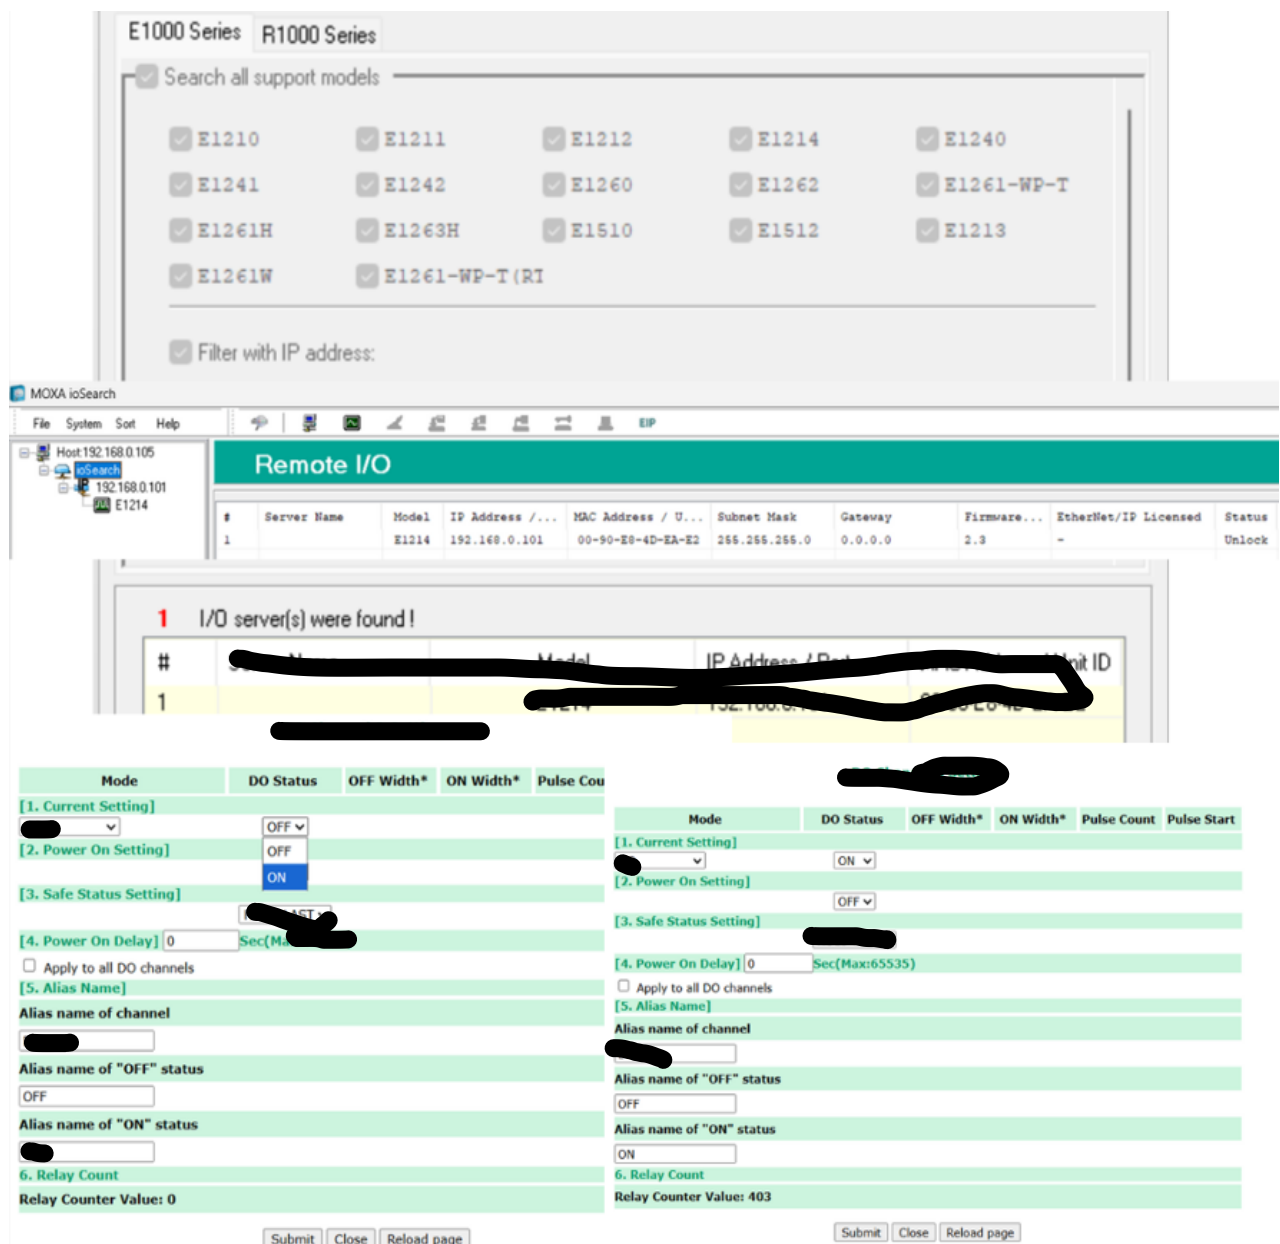 E1000 Series R1000 Series
Search all support models
E1210 E1211 E1212 E1214 E1240
E1241 E1242 E1260 E1262 E1261-WP-T
E1261H E1263H E1510 E1512 E1213
E1261W E1261-WP-T(RT
Filter with IP address:
MOXA ioSearch
File System Sort Help EIP
Host:192.168.0.105
ioSearch
192.168.0.101
E1214
Remote I/O
# Server Name Model IP Address /... MAC Address / U... Subnet Mask Gateway Firmware... EtherNet/IP Licensed Status
1 E1214 192.168.0.101 00-90-E8-4D-EA-E2 255.255.255.0 0.0.0.0 2.3 - Unlock
1 I/O server(s) were found !
# Model IP Address / Unit ID
1
Mode DO Status OFF Width* ON Width* Pulse Cou
[1. Current Setting]
OFF
[2. Power On Setting] OFF
ON
[3. Safe Status Setting]
[4. Power On Delay] 0 Sec(Ma
Apply to all DO channels
[5. Alias Name]
Alias name of channel
Alias name of "OFF" status
OFF
Alias name of "ON" status
6. Relay Count
Relay Counter Value: 0
Submit Close Reload page
Mode DO Status OFF Width* ON Width* Pulse Count Pulse Start
[1. Current Setting]
ON
[2. Power On Setting]
OFF
[3. Safe Status Setting]
[4. Power On Delay] 0 Sec(Max:65535)
Apply to all DO channels
[5. Alias Name]
Alias name of channel
Alias name of "OFF" status
OFF
Alias name of "ON" status
ON
6. Relay Count
Relay Counter Value: 403
Submit Close Reload page